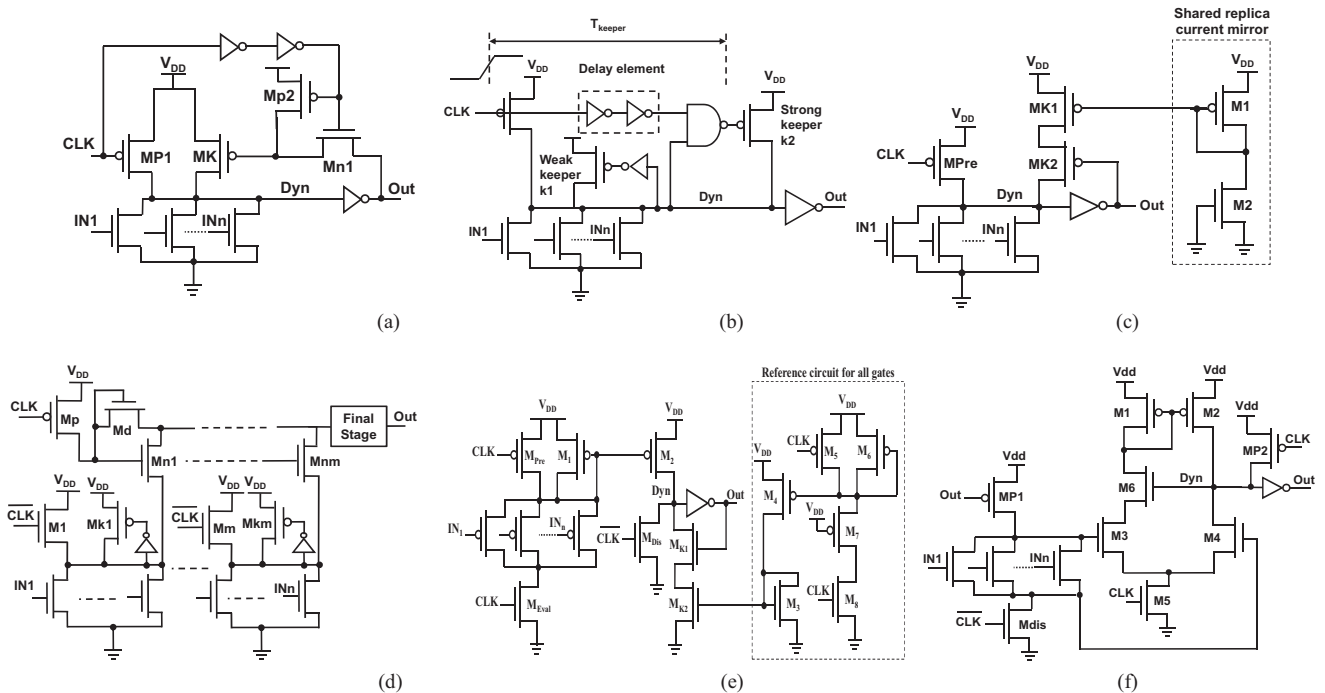 V_DD
Mp2
CLK
MP1
MK
Mn1
Dyn
Out
IN1
INn
(a)
T_keeper
V_DD
Delay element
V_DD
CLK
Strong
keeper
k2
Weak
keeper
k1
Dyn
Out
IN1
INn
(b)
Shared replica
current mirror
V_DD
V_DD
MK1
M1
V_DD
CLK
MPre
MK2
Dyn
Out
M2
IN1
INn
(c)
V_DD
CLK
Mp
Md
Final
Stage
Out
Mn1
Mnm
V_DD
V_DD
V_DD
V_DD
CLK
M1
Mk1
CLK
Mm
Mkm
IN1
INn
(d)
Reference circuit for all gates
V_DD
V_DD
V_DD
V_DD
CLK
M_Pre
M_1
M_2
CLK
M_5
M_6
M_4
Dyn
Out
V_DD
IN_1
IN_n
CLK
M_Dis
M_K1
M_7
CLK
M_Eval
M_K2
M_3
CLK
M_8
(e)
Vdd
Vdd
M1
M2
Vdd
CLK
MP2
Vdd
Out
MP1
M6
Dyn
Out
M3
M4
IN1
INn
CLK
M5
CLK
Mdis
(f)